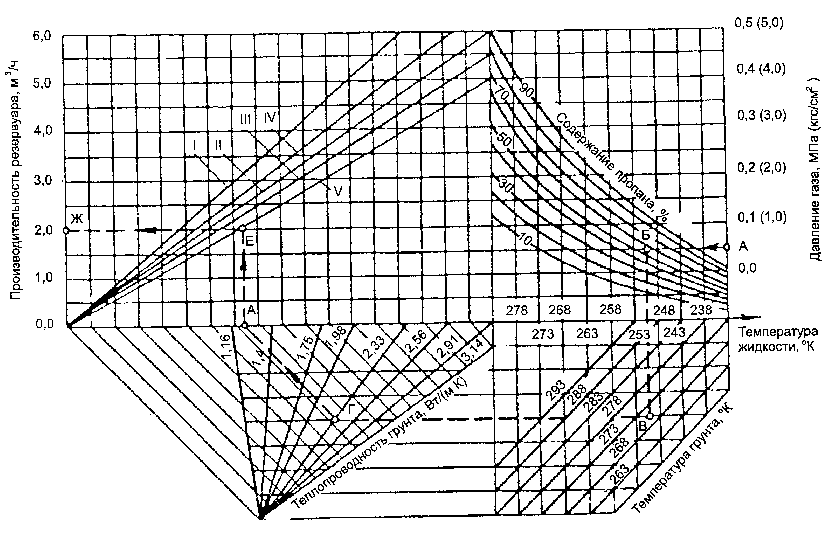 Производительность резервуара, м³/ч
6,0
5,0
4,0
3,0
2,0
1,0
0,0
Ж
I
II
III
IV
V
Е
А
90
70
50
30
10
Содержание пропана, %
Б
А
0,5 (5,0)
0,4 (4,0)
0,3 (3,0)
0,2 (2,0)
0,1 (1,0)
0,0
Давление газа, МПа (кгс/см²)
278 268 258 248 238
273 263 253 243
Температура
жидкости, °К
1,16
1,4
1,75
1,98
2,33
2,56
2,91
3,14
Г
Теплопроводность грунта, Вт/(м К)
293
288
283
278
273
268
263
В
Температура грунта, °К